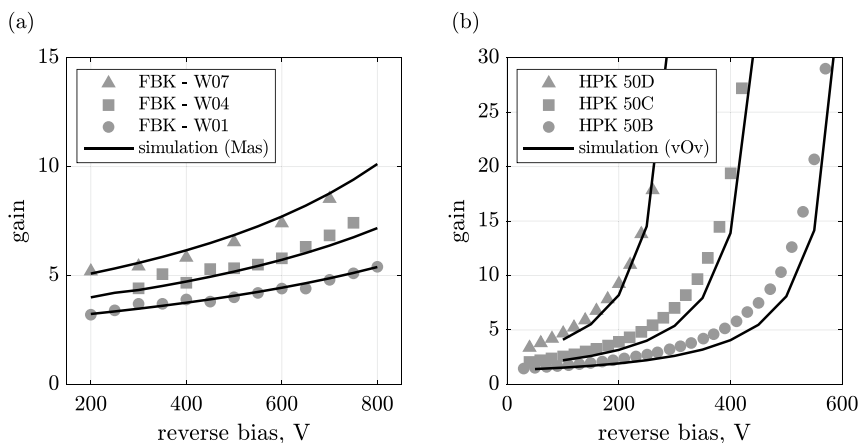 (a)
15
10
5
0
gain
200
400
600
800
reverse bias, V
FBK - W07
FBK - W04
FBK - W01
simulation (Mas)
(b)
30
25
20
15
10
5
0
gain
0
200
400
600
reverse bias, V
HPK 50D
HPK 50C
HPK 50B
simulation (vOv)